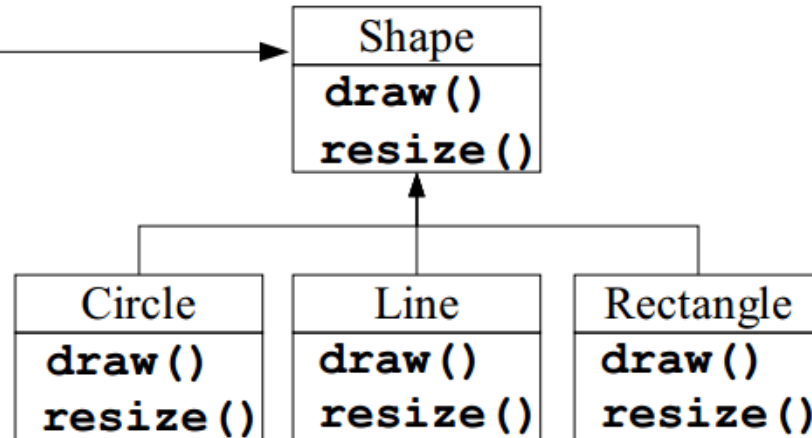 Shape
draw()
resize()
Circle
draw()
resize()
Line
draw()
resize()
Rectangle
draw()
resize()